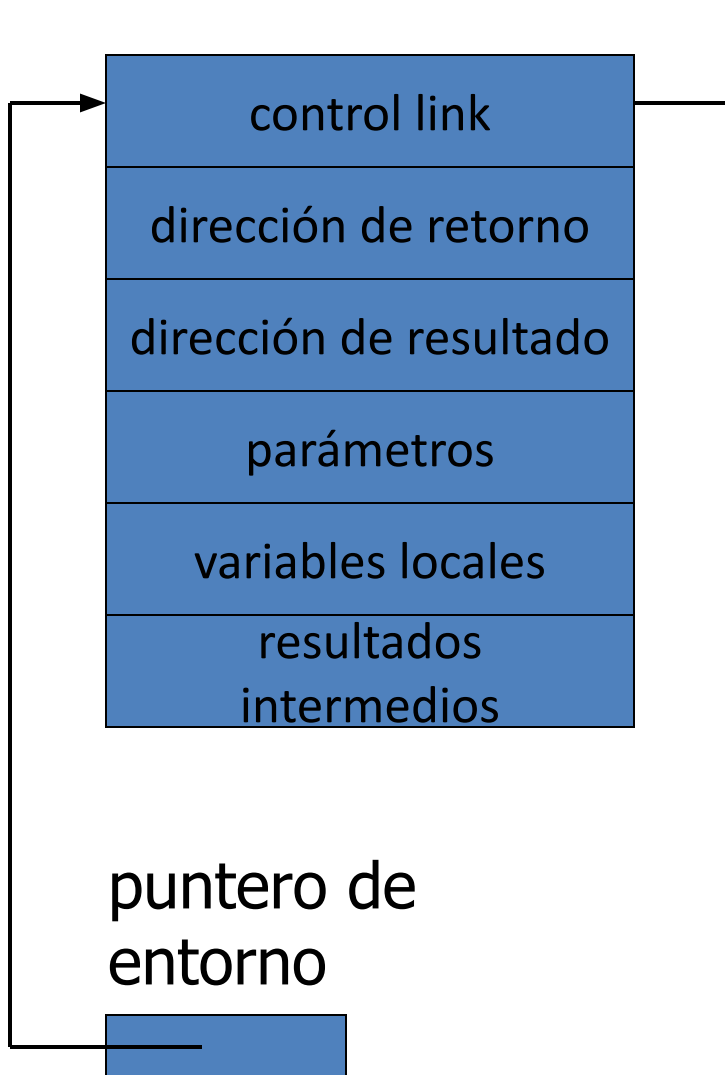 control link
dirección de retorno
dirección de resultado
parámetros
variables locales
resultados
intermedios
puntero de
entorno